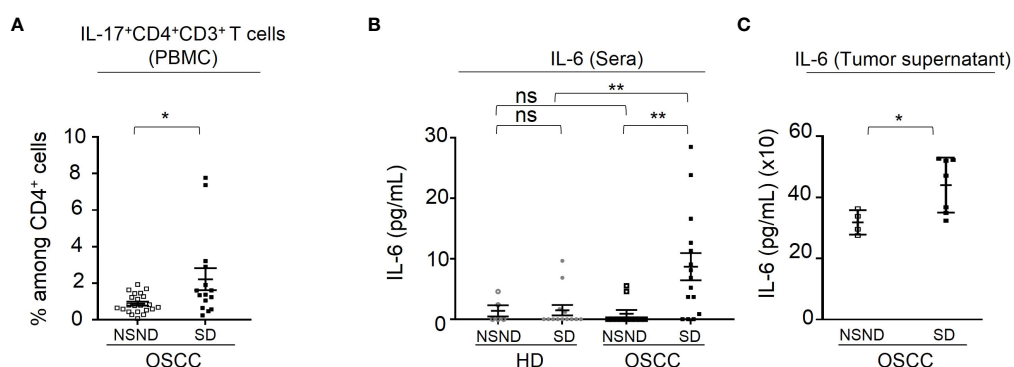 A
IL-17⁺CD4⁺CD3⁺ T cells
(PBMC)
*
% among CD4⁺ cells
10
8
6
4
2
0
NSND SD
OSCC
B
IL-6 (Sera)
**
ns
ns
**
IL-6 (pg/mL)
30
20
10
0
NSND SD NSND SD
HD OSCC
C
IL-6 (Tumor supernatant)
*
IL-6 (pg/mL) (x10)
60
40
20
0
NSND SD
OSCC